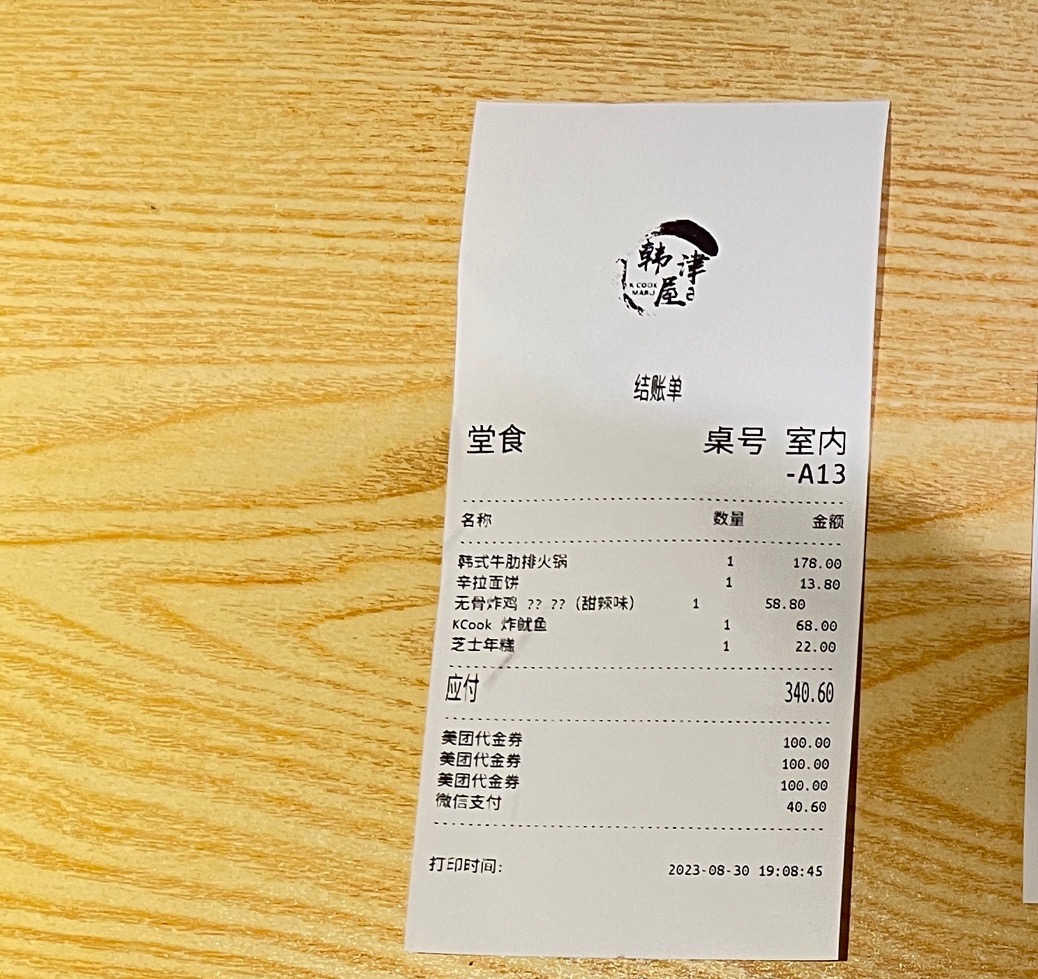 韩津
K COOK
MARU 屋
结账单
堂食 桌号 室内
-A13
名称 数量 金额
韩式牛肋排火锅 1 178.00
辛拉面饼 1 13.80
无骨炸鸡 ?? ??（甜辣味） 1 58.80
KCook 炸鱿鱼 1 68.00
芝士年糕 1 22.00
应付 340.60
美团代金券 100.00
美团代金券 100.00
美团代金券 100.00
微信支付 40.60
打印时间: 2023-08-30 19:08:45